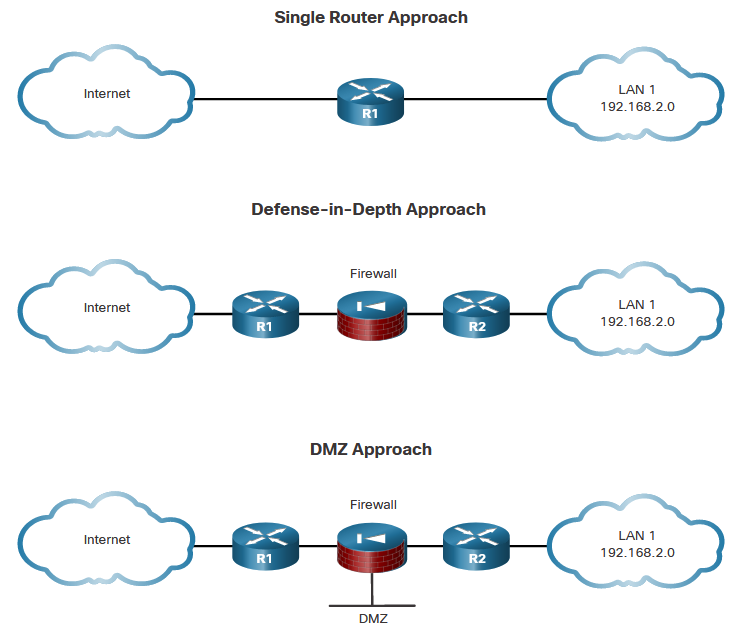 Single Router Approach
Internet
R1
LAN 1
192.168.2.0
Defense-in-Depth Approach
Internet
R1
Firewall
R2
LAN 1
192.168.2.0
DMZ Approach
Internet
R1
Firewall
R2
LAN 1
192.168.2.0
DMZ